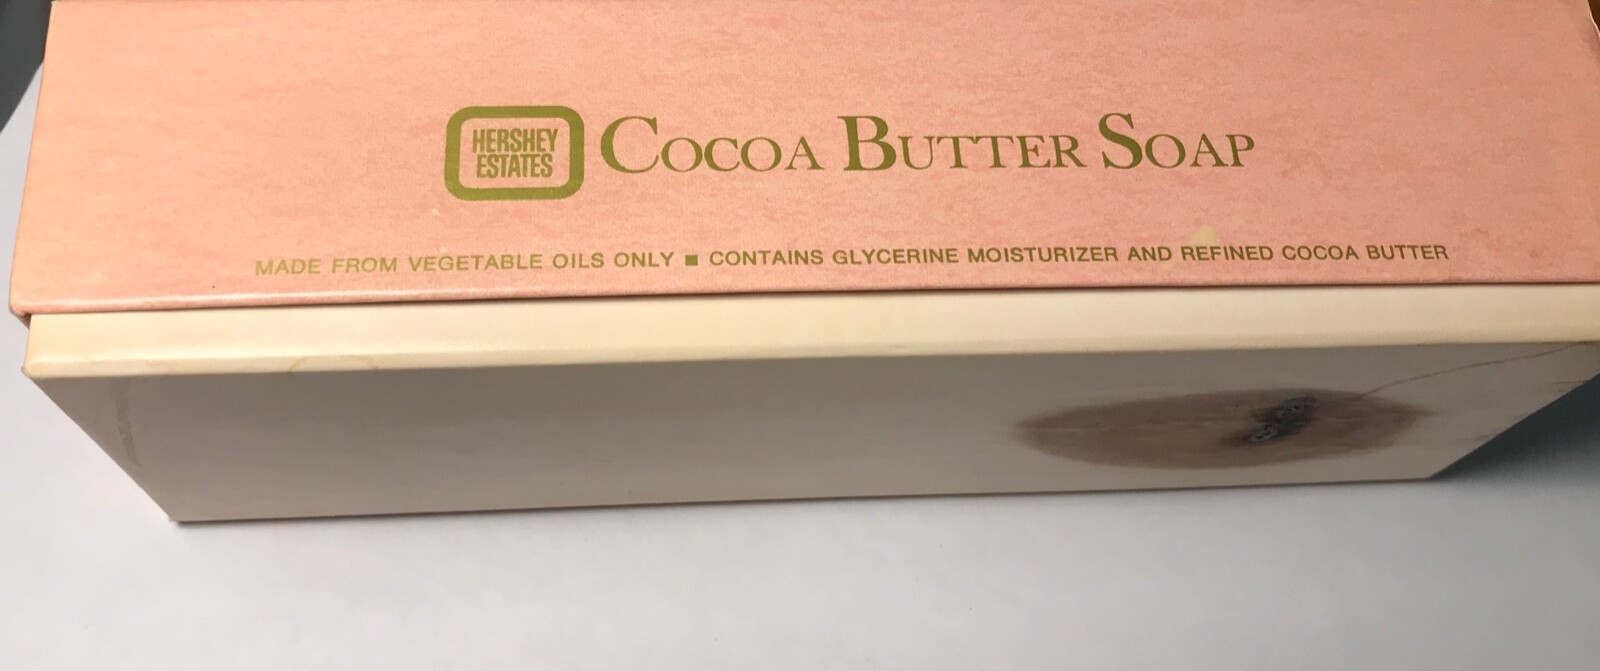 HERSHEY
ESTATES
COCOA BUTTER SOAP
MADE FROM VEGETABLE OILS ONLY ■ CONTAINS GLYCERINE MOISTURIZER AND REFINED COCOA BUTTER